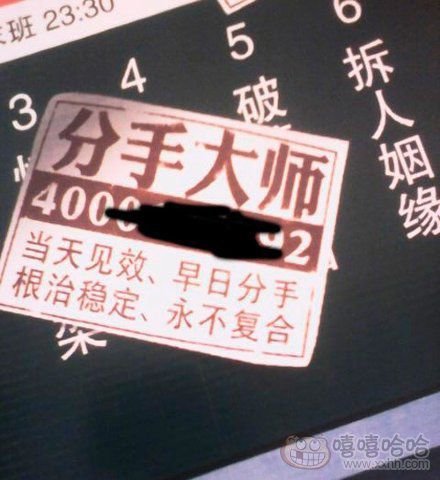 班 23:30
3
4
5
6
破
拆人姻缘
分手大师
4000
92
当天见效、早日分手
根治稳定、永不复合
嘻嘻哈哈
www.xxhh.com